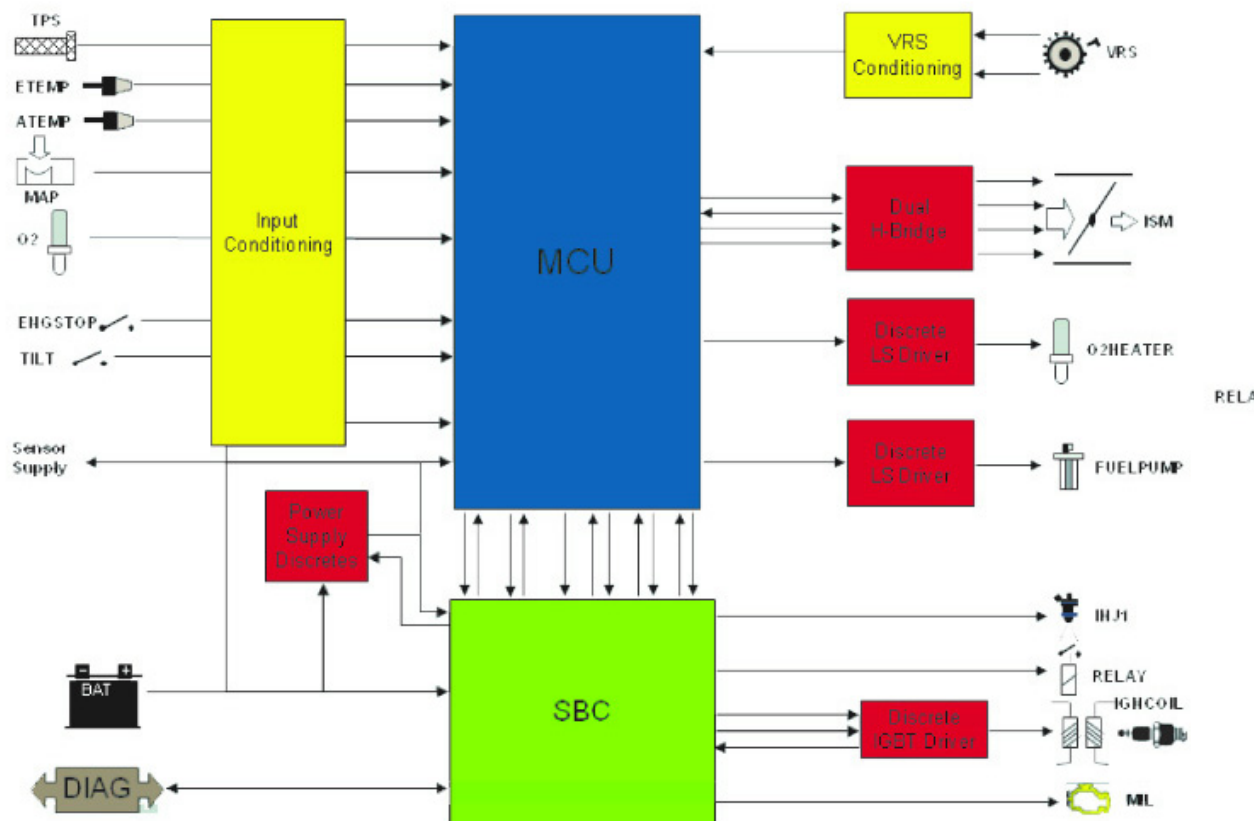 TPS
ETEMP
ATEMP
MAP
O2
ENGSTOP
TILT
Sensor
Supply
Input
Conditioning
MCU
VRS
Conditioning
VRS
Dual
H-Bridge
ISM
Discrete
LS Driver
O2HEATER
RELA
Discrete
LS Driver
FUELPUMP
Power
Supply
Discretes
BAT
DIAG
SBC
INJ1
RELAY
IGNCOIL
Discrete
IGBT Driver
MIL